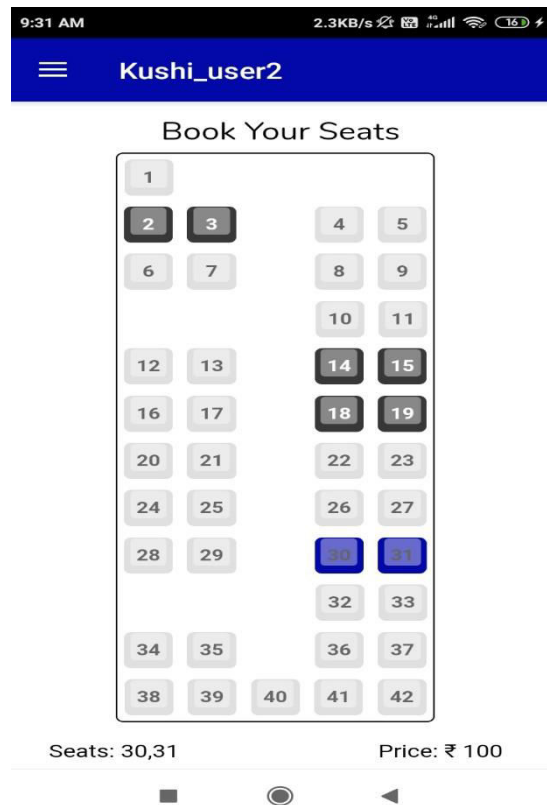 9:31 AM 2.3KB/s 4G 16
Kushi_user2
Book Your Seats
1
2 3 4 5
6 7 8 9
10 11
12 13 14 15
16 17 18 19
20 21 22 23
24 25 26 27
28 29 30 31
32 33
34 35 36 37
38 39 40 41 42
Seats: 30,31 Price: ₹ 100